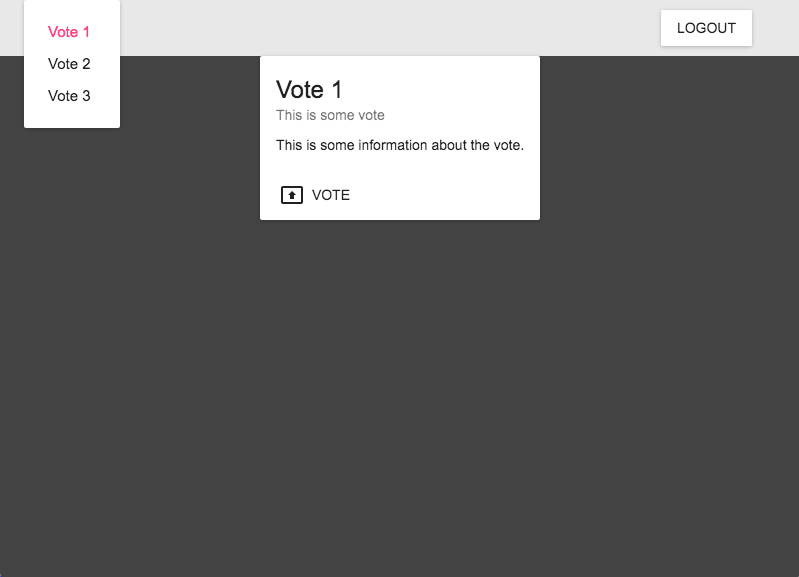 Vote 1
Vote 2
Vote 3
LOGOUT
Vote 1
This is some vote
This is some information about the vote.
VOTE